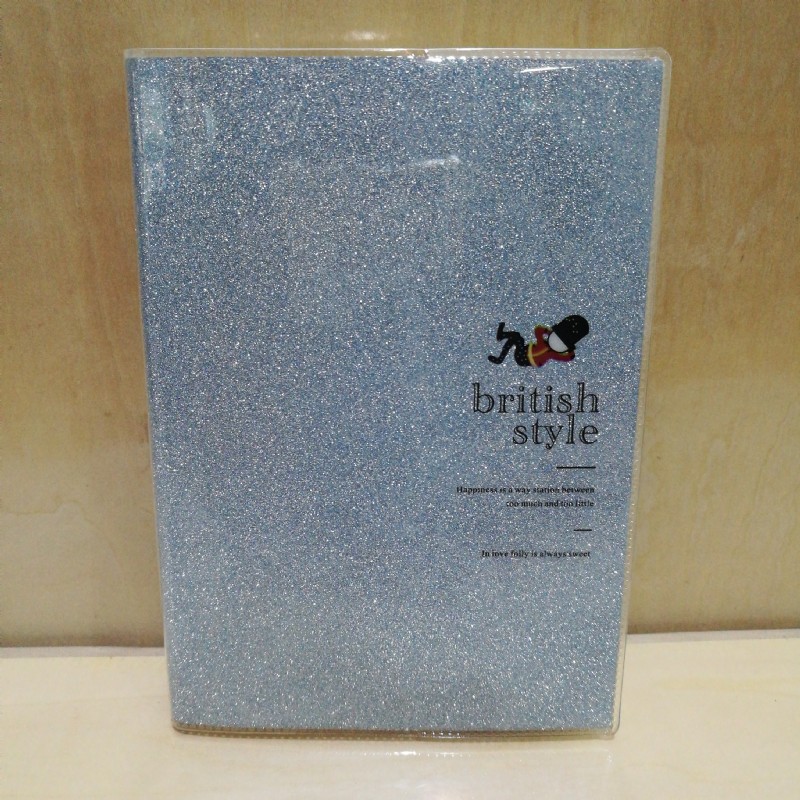 british
style
Happiness is a way station between
too much and too little
In love folly is always sweet